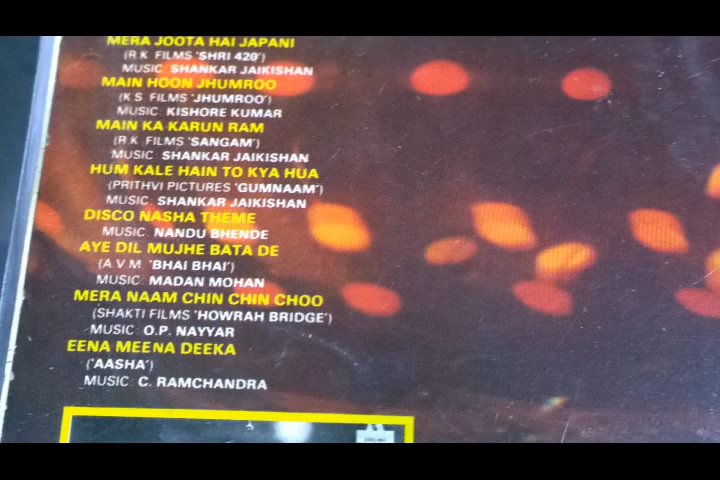 MERA JOOTA HAI JAPANI
(R.K. FILMS 'SHRI 420')
MUSIC: SHANKAR JAIKISHAN
MAIN HOON JHUMROO
(K.S. FILMS 'JHUMROO')
MUSIC: KISHORE KUMAR
MAIN KA KARUN RAM
(R.K. FILMS 'SANGAM')
MUSIC: SHANKAR JAIKISHAN
HUM KALE HAIN TO KYA HUA
(PRITHVI PICTURES 'GUMNAAM')
MUSIC: SHANKAR JAIKISHAN
DISCO NASHA THEME
MUSIC: NANDU BHENDE
AYE DIL MUJHE BATA DE
(A.V.M. 'BHAI BHAI')
MUSIC: MADAN MOHAN
MERA NAAM CHIN CHIN CHOO
(SHAKTI FILMS 'HOWRAH BRIDGE')
MUSIC: O.P. NAYYAR
EENA MEENA DEEKA
('AASHA')
MUSIC: C. RAMCHANDRA